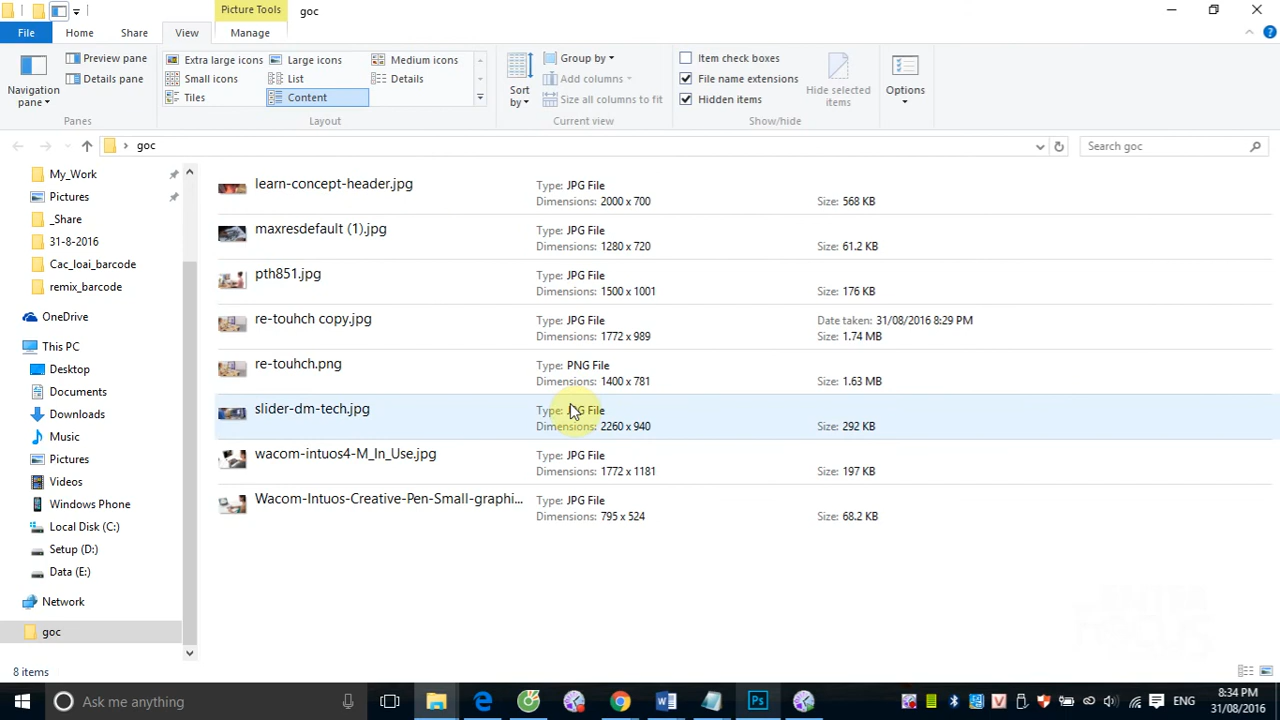 Picture Tools
goc
File
Home
Share
View
Manage
Navigation pane
Preview pane
Details pane
Panes
Extra large icons
Large icons
Medium icons
Small icons
List
Details
Tiles
Content
Layout
Sort by
Group by
Add columns
Size all columns to fit
Current view
Item check boxes
File name extensions
Hidden items
Hide selected items
Show/hide
Options
goc
Search goc
My_Work
Pictures
_Share
31-8-2016
Cac_loai_barcode
remix_barcode
OneDrive
This PC
Desktop
Documents
Downloads
Music
Pictures
Videos
Windows Phone
Local Disk (C:)
Setup (D:)
Data (E:)
Network
goc
learn-concept-header.jpg
Type: JPG File
Dimensions: 2000 x 700
Size: 568 KB
maxresdefault (1).jpg
Type: JPG File
Dimensions: 1280 x 720
Size: 61.2 KB
pth851.jpg
Type: JPG File
Dimensions: 1500 x 1001
Size: 176 KB
re-touhch copy.jpg
Type: JPG File
Dimensions: 1772 x 989
Date taken: 31/08/2016 8:29 PM
Size: 1.74 MB
re-touhch.png
Type: PNG File
Dimensions: 1400 x 781
Size: 1.63 MB
slider-dm-tech.jpg
Type: JPG File
Dimensions: 2260 x 940
Size: 292 KB
wacom-intuos4-M_In_Use.jpg
Type: JPG File
Dimensions: 1772 x 1181
Size: 197 KB
Wacom-Intuos-Creative-Pen-Small-graphi...
Type: JPG File
Dimensions: 795 x 524
Size: 68.2 KB
8 items
Ask me anything
Ps
ENG
8:34 PM
31/08/2016